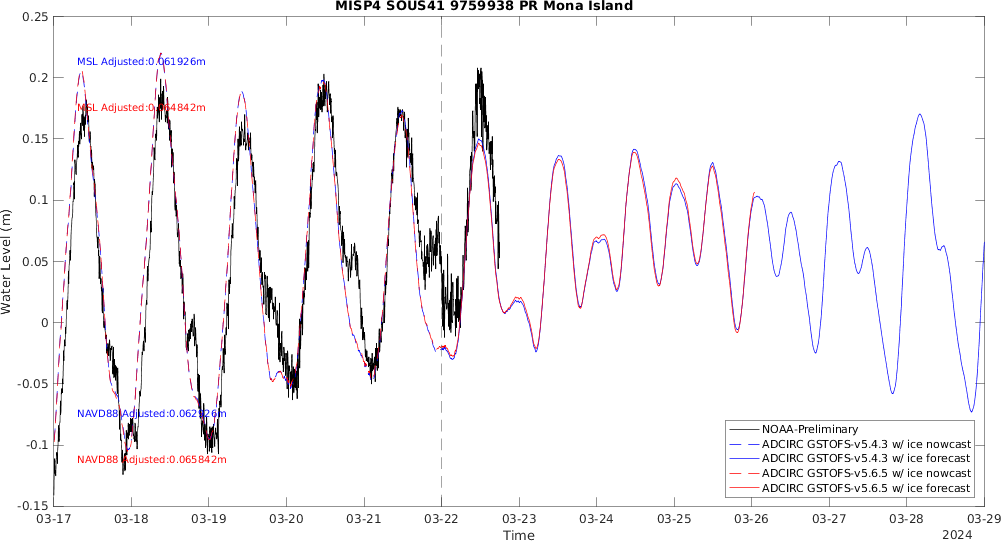 MISP4 SOUS41 9759938 PR Mona Island
Water Level (m)
0.25
0.2
0.15
0.1
0.05
0
-0.05
-0.1
-0.15
MSL Adjusted:0.061926m
MSL Adjusted:0.064842m
NAVD88 Adjusted:0.062926m
NAVD88 Adjusted:0.065842m
NOAA-Preliminary
ADCIRC GSTOFS-v5.4.3 w/ ice nowcast
ADCIRC GSTOFS-v5.4.3 w/ ice forecast
ADCIRC GSTOFS-v5.6.5 w/ ice nowcast
ADCIRC GSTOFS-v5.6.5 w/ ice forecast
03-17 03-18 03-19 03-20 03-21 03-22 03-23 03-24 03-25 03-26 03-27 03-28 03-29
Time
2024